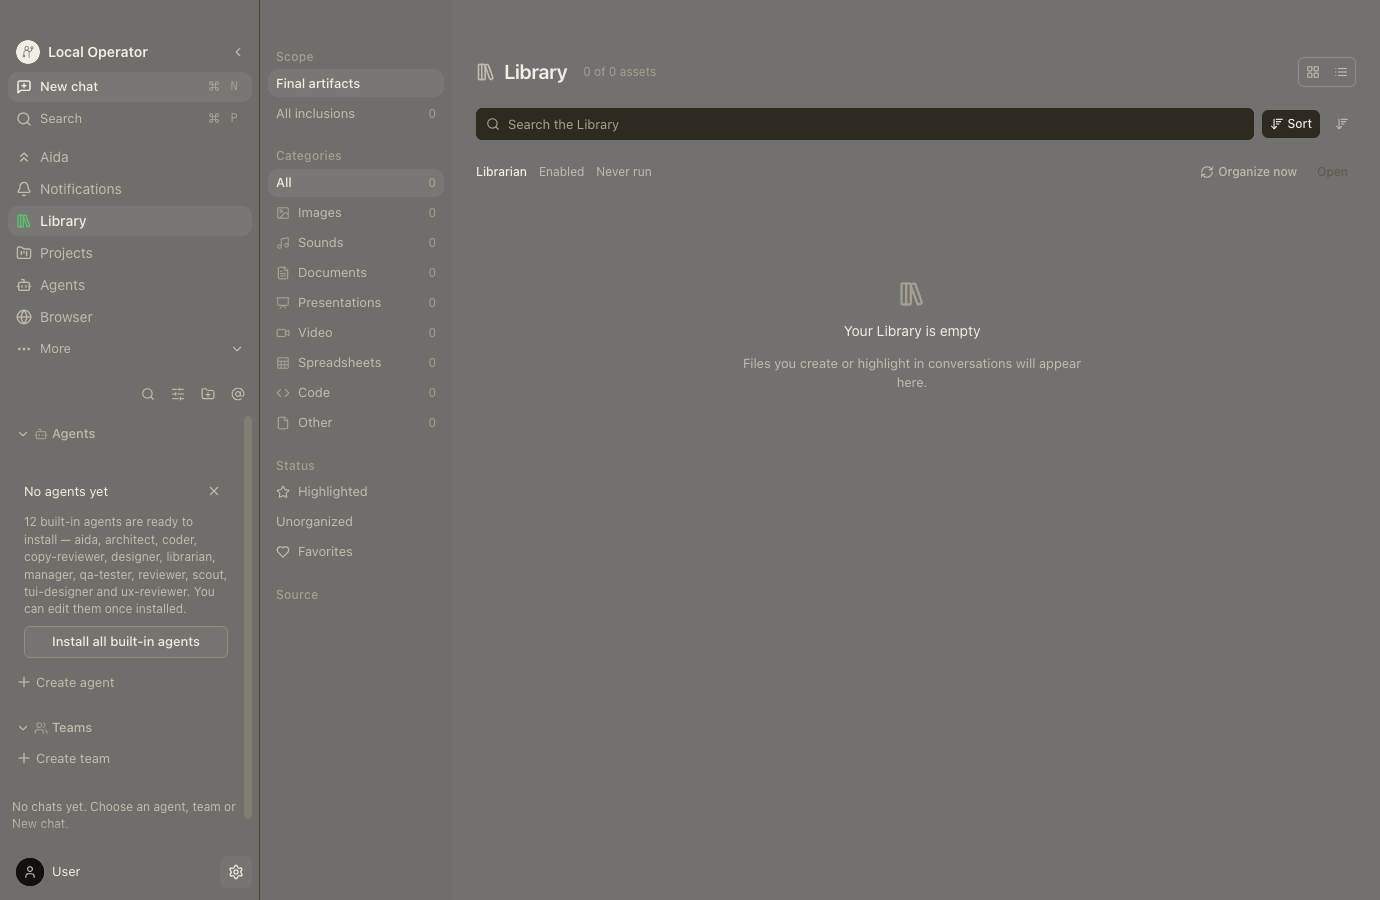 Local Operator
New chat ⌘ N
Search ⌘ P
Aida
Notifications
Library
Projects
Agents
Browser
More
Agents
No agents yet
12 built-in agents are ready to
install — aida, architect, coder,
copy-reviewer, designer, librarian,
manager, qa-tester, reviewer, scout,
tui-designer and ux-reviewer. You
can edit them once installed.
Install all built-in agents
Create agent
Teams
Create team
No chats yet. Choose an agent, team or
New chat.
User
Scope
Final artifacts
All inclusions 0
Categories
All 0
Images 0
Sounds 0
Documents 0
Presentations 0
Video 0
Spreadsheets 0
Code 0
Other 0
Status
Highlighted
Unorganized
Favorites
Source
Library 0 of 0 assets
Search the Library
Sort
Librarian Enabled Never run
Organize now Open
Your Library is empty
Files you create or highlight in conversations will appear
here.